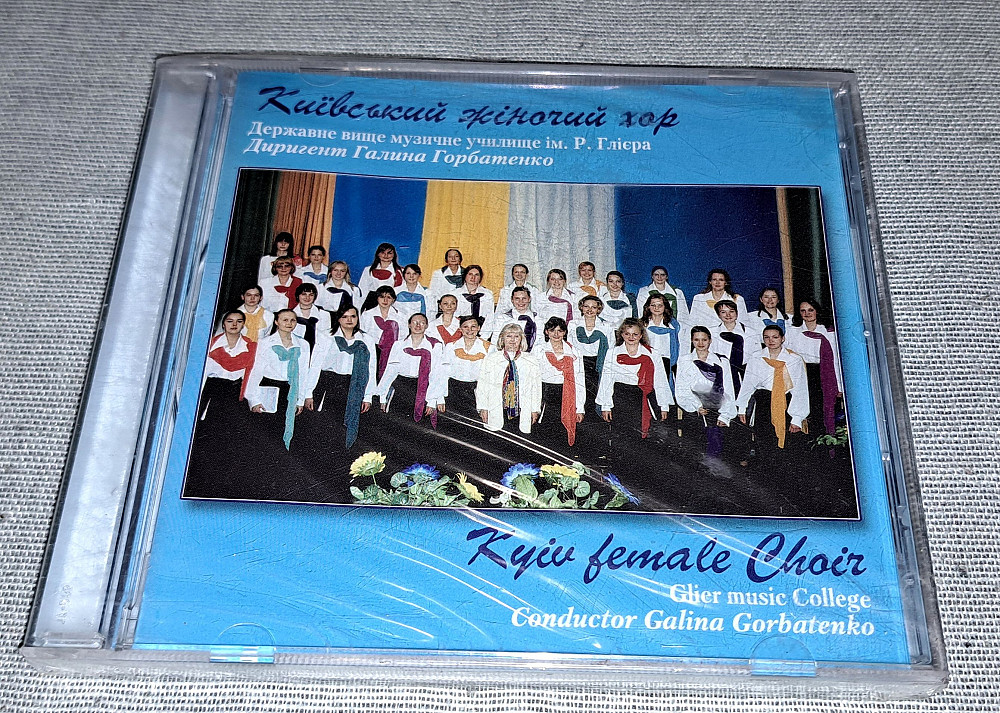 Київський жіночий хор
Державне вище музичне училище ім. Р. Глієра
Диригент Галина Горбатенко
Kyiv female Choir
Glier music College
Conductor Galina Gorbatenko